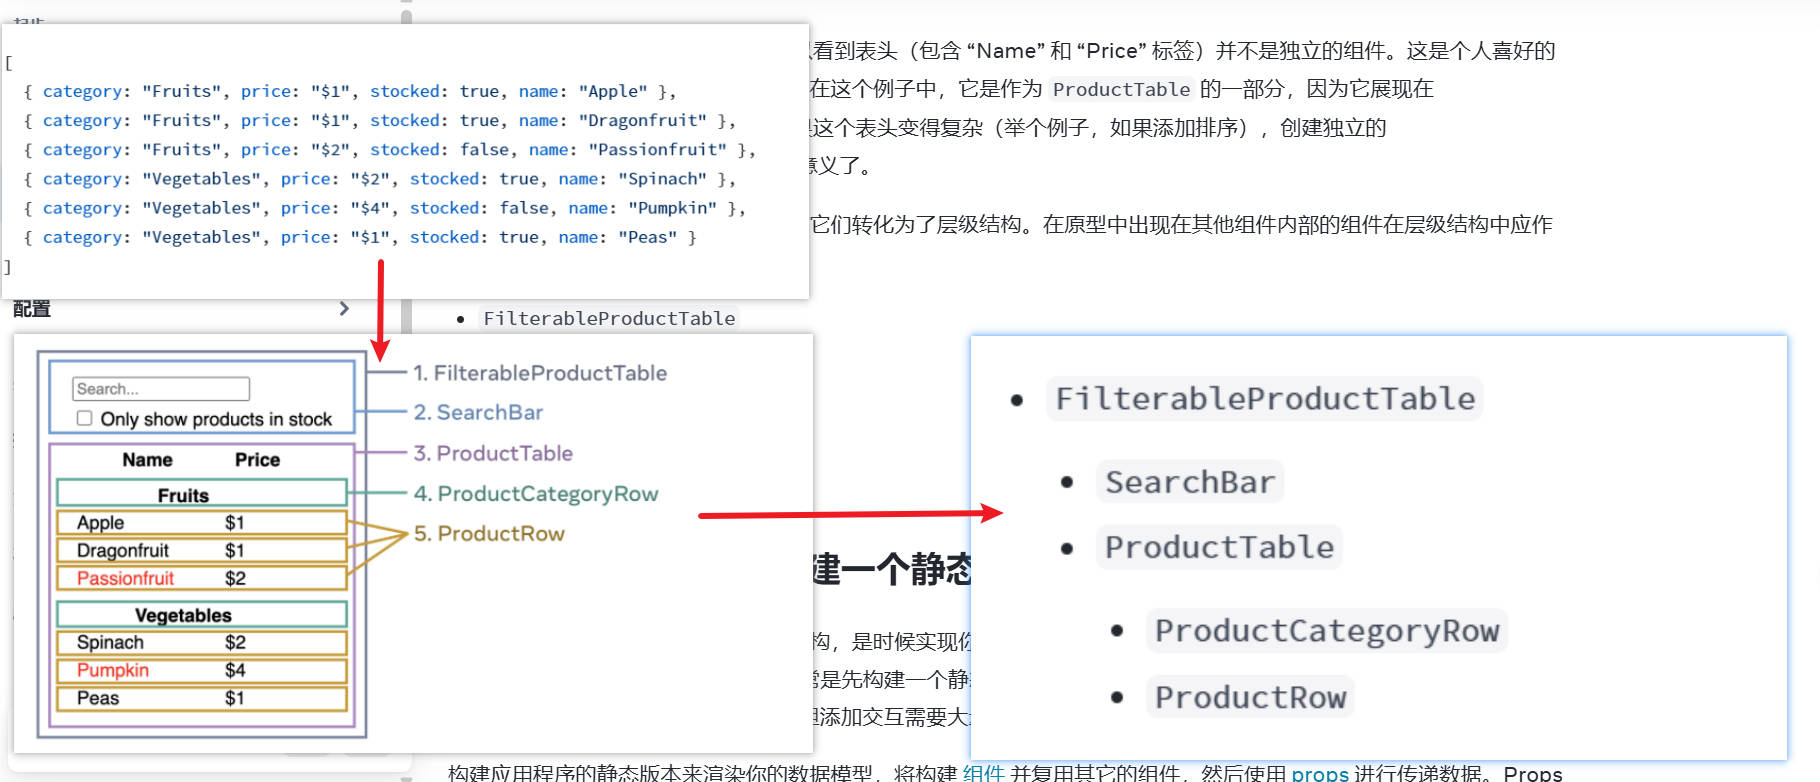 [
{ category: "Fruits", price: "$1", stocked: true, name: "Apple" },
{ category: "Fruits", price: "$1", stocked: true, name: "Dragonfruit" },
{ category: "Fruits", price: "$2", stocked: false, name: "Passionfruit" },
{ category: "Vegetables", price: "$2", stocked: true, name: "Spinach" },
{ category: "Vegetables", price: "$4", stocked: false, name: "Pumpkin" },
{ category: "Vegetables", price: "$1", stocked: true, name: "Peas" }
]
看到表头（包含 “Name” 和 “Price” 标签）并不是独立的组件。这是个人喜好的
在这个例子中，它是作为 ProductTable 的一部分，因为它展现在
这个表头变得复杂（举个例子，如果添加排序），创建独立的
义了。
它们转化为了层级结构。在原型中出现在其他组件内部的组件在层级结构中应作
配置
• FilterableProductTable
Search...
Only show products in stock
Name Price
Fruits
Apple $1
Dragonfruit $1
Passionfruit $2
Vegetables
Spinach $2
Pumpkin $4
Peas $1
1. FilterableProductTable
2. SearchBar
3. ProductTable
4. ProductCategoryRow
5. ProductRow
• FilterableProductTable
• SearchBar
• ProductTable
• ProductCategoryRow
• ProductRow
建一个静态
构，是时候实现
是先构建一个静
添加交互需要大
构建应用程序的静态版本来渲染你的数据模型，将构建 组件 并复用其它的组件，然后使用 props 进行传递数据。Props